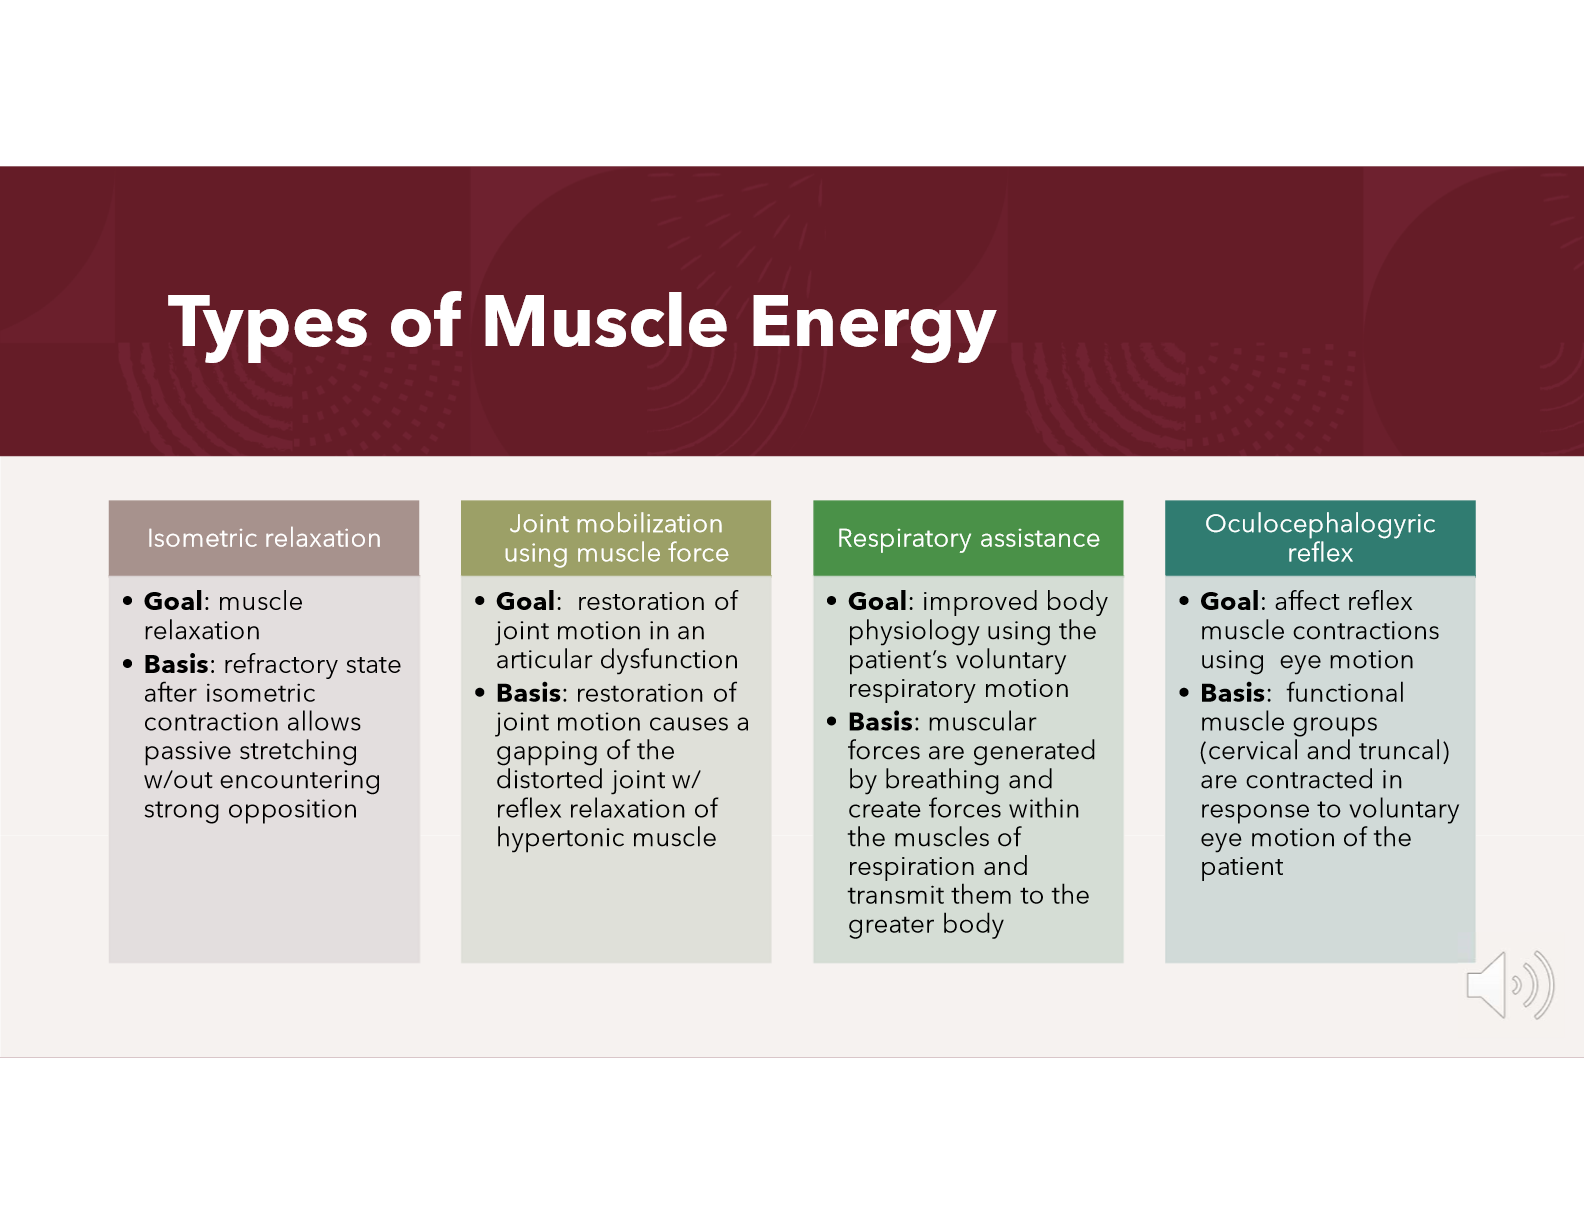 Types of Muscle Energy
Isometric relaxation
• Goal: muscle
relaxation
• Basis: refractory state
after isometric
contraction allows
passive stretching
w/out encountering
strong opposition
Joint mobilization
using muscle force
• Goal:  restoration of
joint motion in an
articular dysfunction
• Basis: restoration of
joint motion causes a
gapping of the
distorted joint w/
reflex relaxation of
hypertonic muscle
Respiratory assistance
• Goal: improved body
physiology using the
patient’s voluntary
respiratory motion
• Basis: muscular
forces are generated
by breathing and
create forces within
the muscles of
respiration and
transmit them to the
greater body
Oculocephalogyric
reflex
• Goal: affect reflex
muscle contractions
using  eye motion
• Basis:  functional
muscle groups
(cervical and truncal)
are contracted in
response to voluntary
eye motion of the
patient